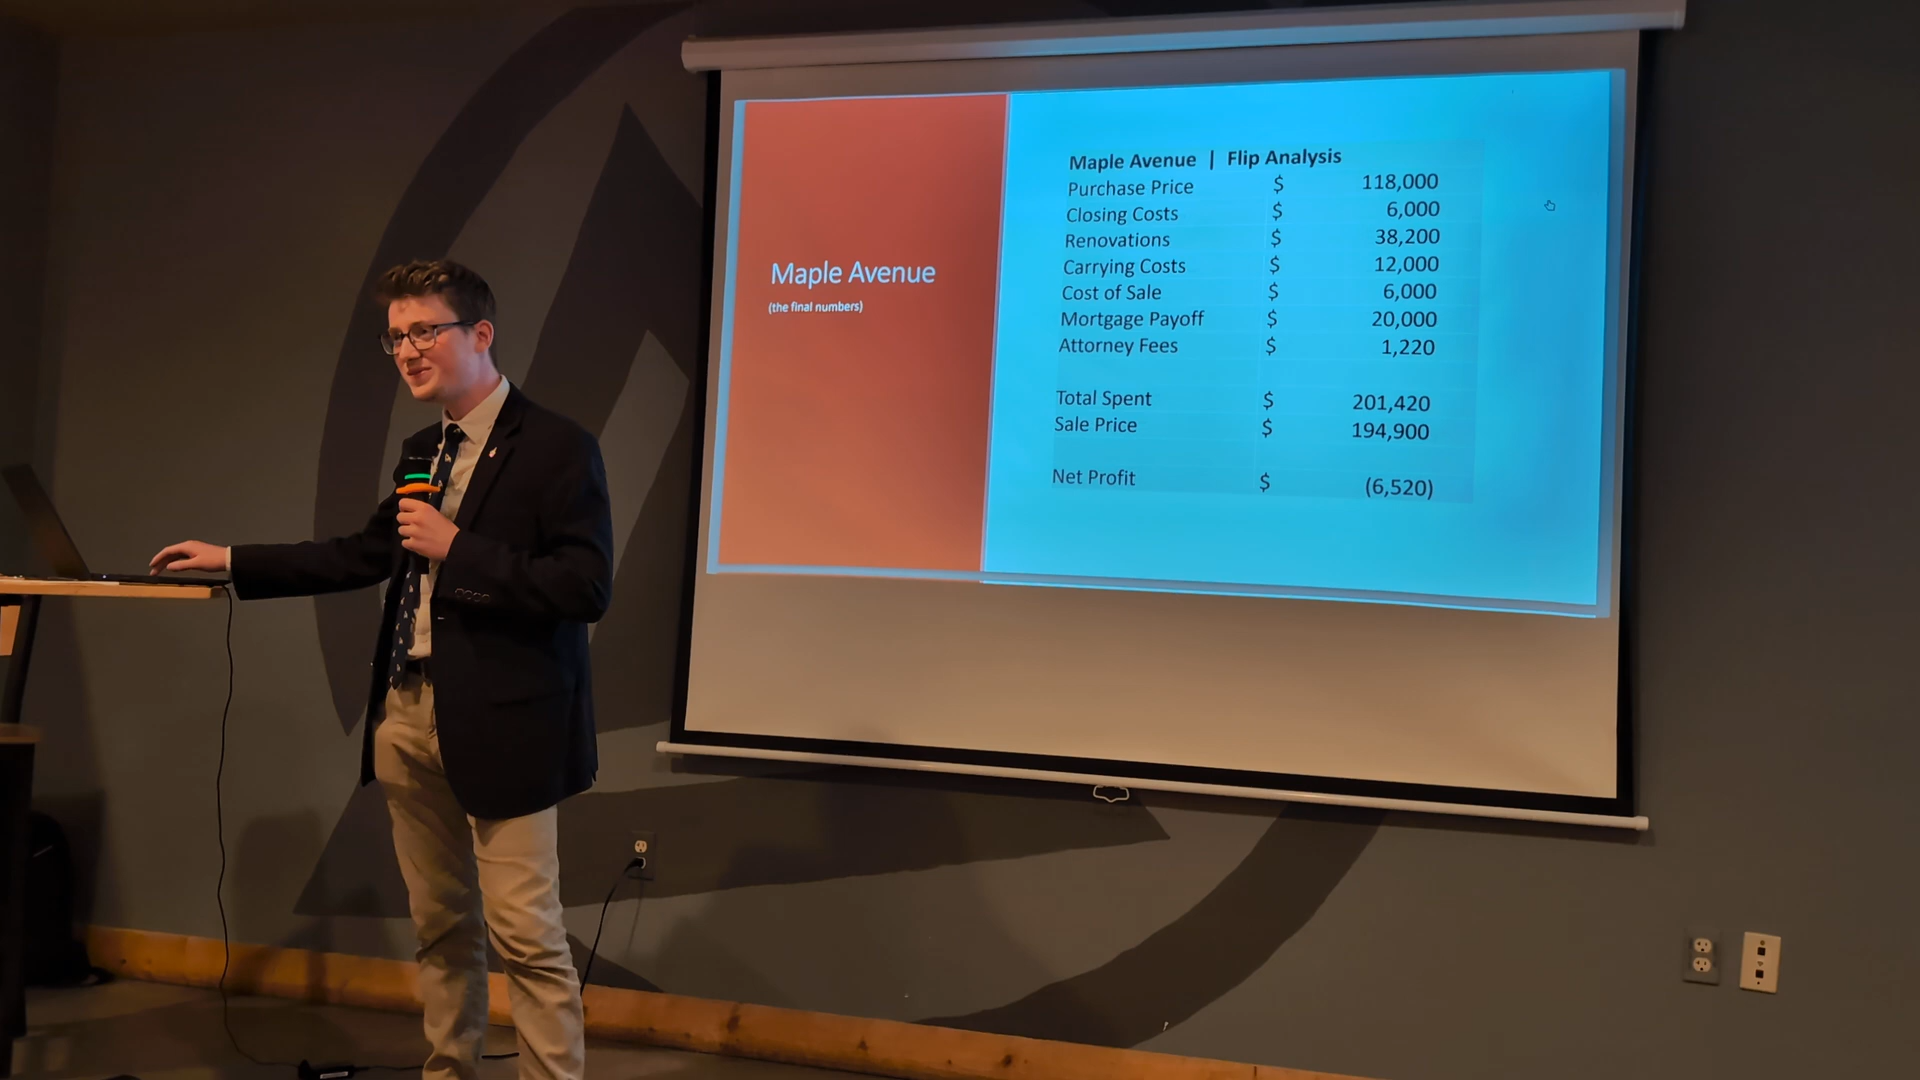 Maple Avenue
(the final numbers)
Maple Avenue | Flip Analysis
Purchase Price $ 118,000
Closing Costs $ 6,000
Renovations $ 38,200
Carrying Costs $ 12,000
Cost of Sale $ 6,000
Mortgage Payoff $ 20,000
Attorney Fees $ 1,220
Total Spent $ 201,420
Sale Price $ 194,900
Net Profit $ (6,520)